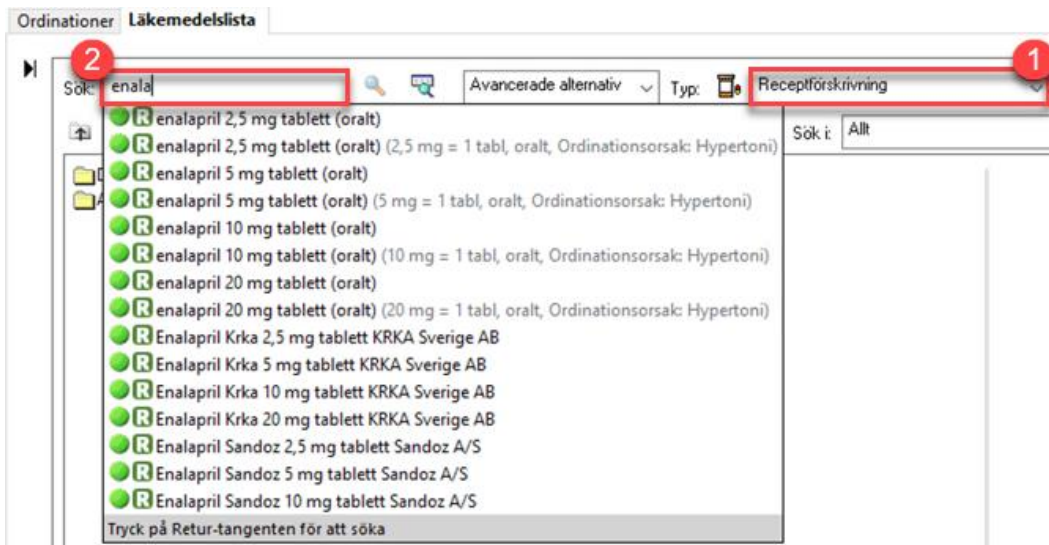 Ordinationer Läkemedelslista
2 1
Sök: enala Avancerade alternativ Typ: Receptförskrivning
Sök i: Allt
R enalapril 2,5 mg tablett (oralt)
R enalapril 2,5 mg tablett (oralt) (2,5 mg = 1 tabl, oralt, Ordinationsorsak: Hypertoni)
R enalapril 5 mg tablett (oralt)
R enalapril 5 mg tablett (oralt) (5 mg = 1 tabl, oralt, Ordinationsorsak: Hypertoni)
R enalapril 10 mg tablett (oralt)
R enalapril 10 mg tablett (oralt) (10 mg = 1 tabl, oralt, Ordinationsorsak: Hypertoni)
R enalapril 20 mg tablett (oralt)
R enalapril 20 mg tablett (oralt) (20 mg = 1 tabl, oralt, Ordinationsorsak: Hypertoni)
R Enalapril Krka 2,5 mg tablett KRKA Sverige AB
R Enalapril Krka 5 mg tablett KRKA Sverige AB
R Enalapril Krka 10 mg tablett KRKA Sverige AB
R Enalapril Krka 20 mg tablett KRKA Sverige AB
R Enalapril Sandoz 2,5 mg tablett Sandoz A/S
R Enalapril Sandoz 5 mg tablett Sandoz A/S
R Enalapril Sandoz 10 mg tablett Sandoz A/S
Tryck på Retur-tangenten för att söka